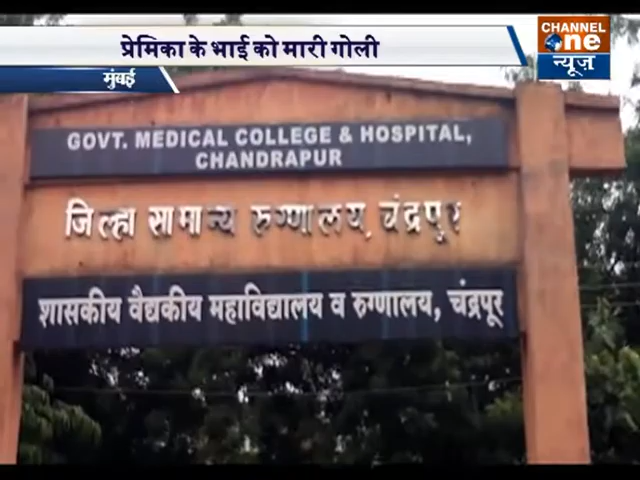 प्रेमिका के भाई को मारी गोली
मुंबई
CHANNEL
One
न्यूज़
GOVT. MEDICAL COLLEGE & HOSPITAL,
CHANDRAPUR
जिल्हा सामान्य रुग्णालय, चंद्रपुर
शासकीय वैद्यकीय महाविद्यालय व रुग्णालय, चंद्रपूर